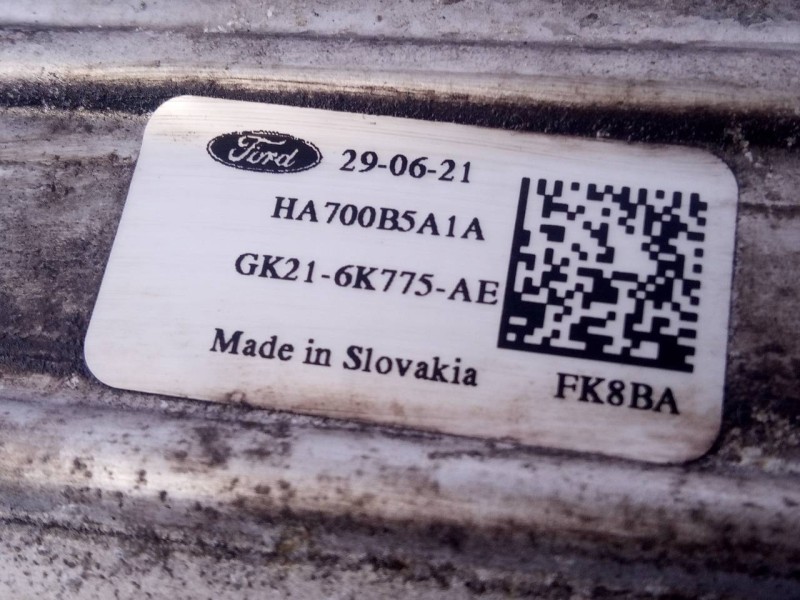 Ford 29-06-21
HA700B5A1A
GK21-6K775-AE
Made in Slovakia
FK8BA